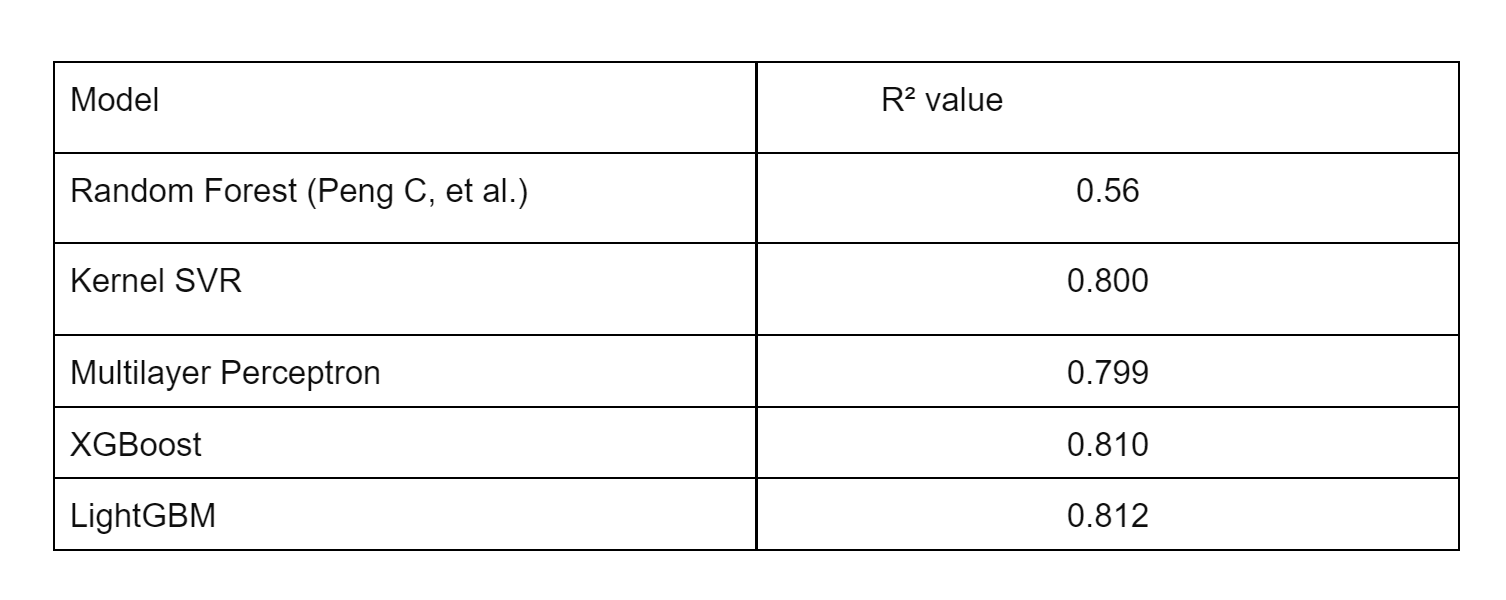 Model R² value
Random Forest (Peng C, et al.) 0.56
Kernel SVR 0.800
Multilayer Perceptron 0.799
XGBoost 0.810
LightGBM 0.812